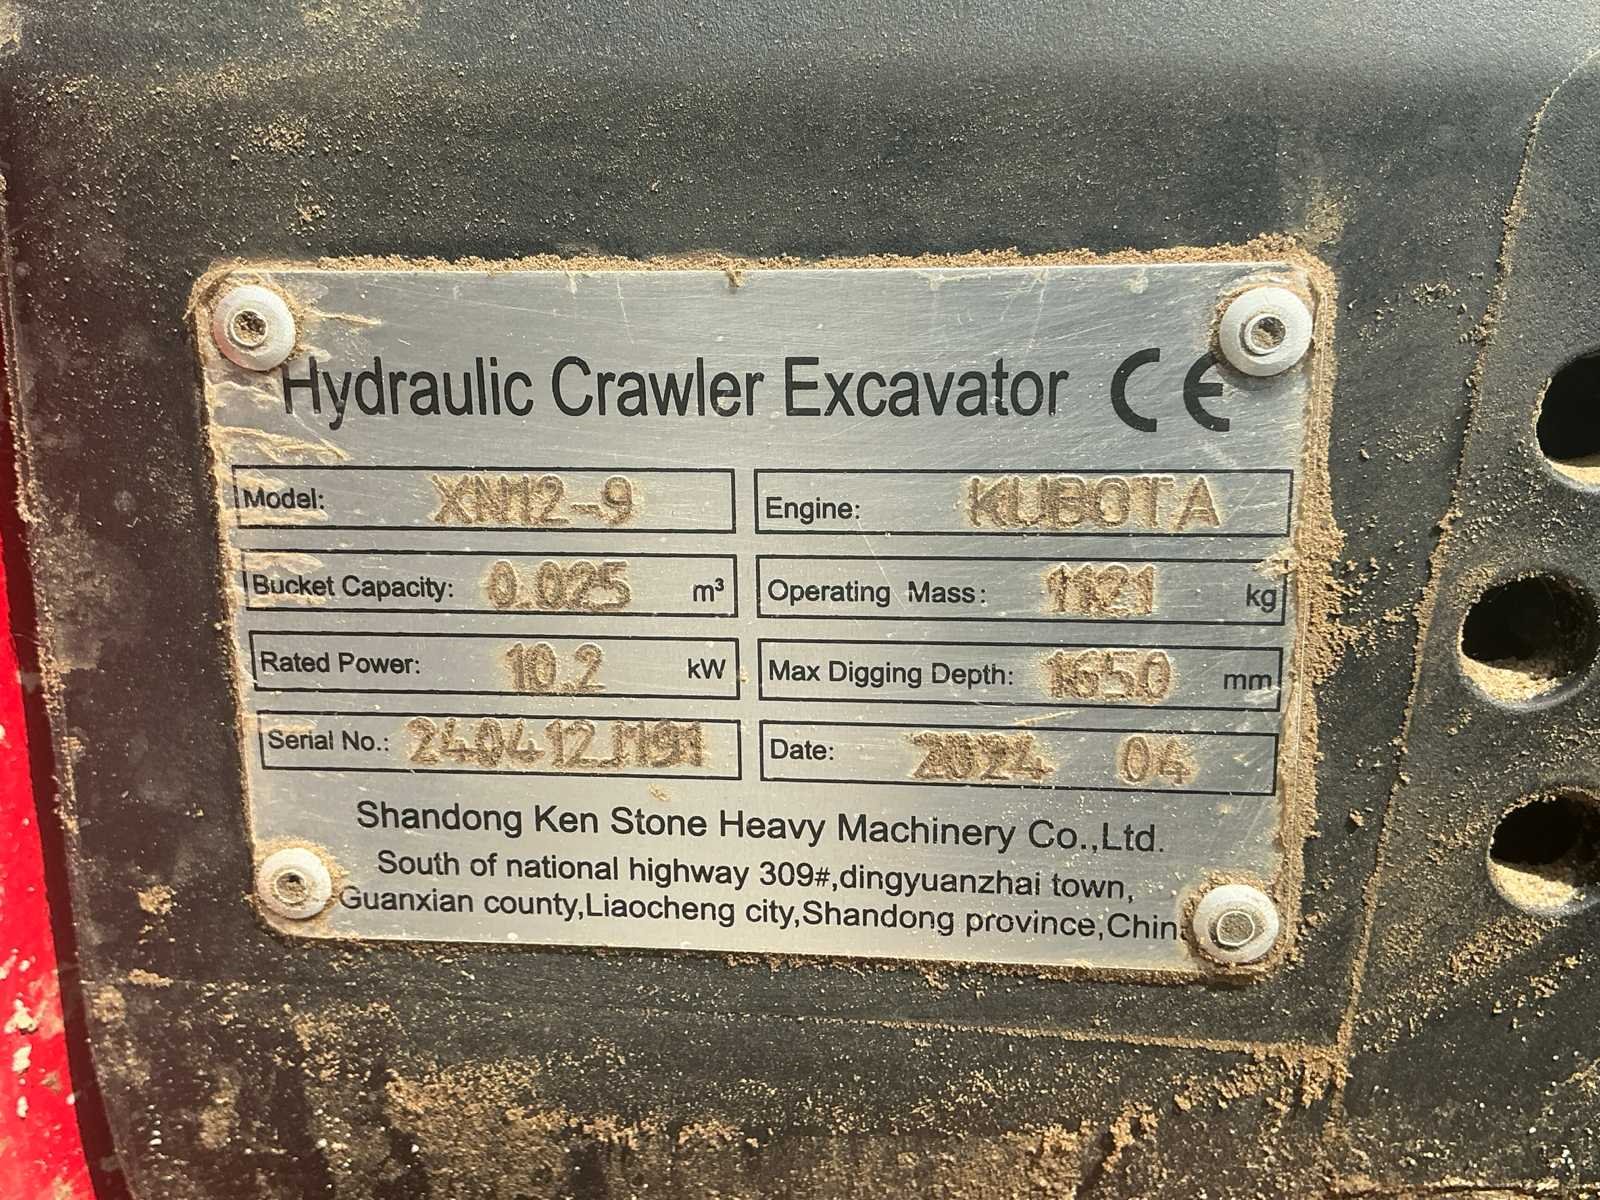 Hydraulic Crawler Excavator CE
Model: XN12-9
Engine: KUBOTA
Bucket Capacity: 0.025 m³
Operating Mass: 1121 kg
Rated Power: 10.2 kW
Max Digging Depth: 1650 mm
Serial No.: 240412JM91
Date: 2024 04
Shandong Ken Stone Heavy Machinery Co.,Ltd.
South of national highway 309#,dingyuanzhai town,
Guanxian county,Liaocheng city,Shandong province,China